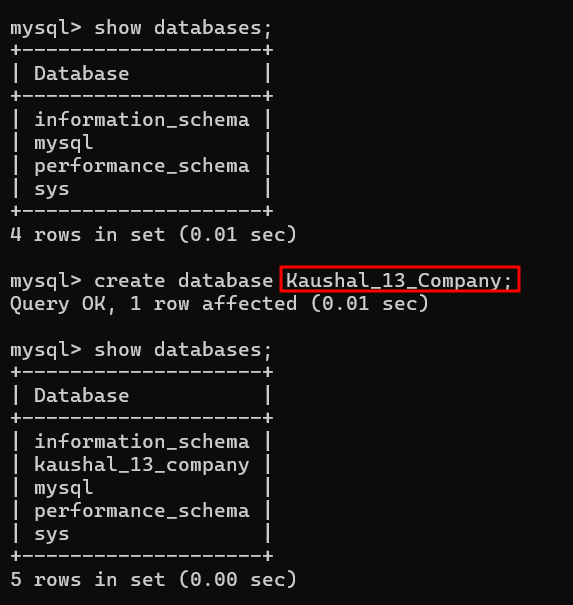 mysql> show databases;
+--------------------+
| Database           |
+--------------------+
| information_schema |
| mysql              |
| performance_schema |
| sys                |
+--------------------+
4 rows in set (0.01 sec)
mysql> create database Kaushal_13_Company;
Query OK, 1 row affected (0.01 sec)
mysql> show databases;
+--------------------+
| Database           |
+--------------------+
| information_schema |
| kaushal_13_company |
| mysql              |
| performance_schema |
| sys                |
+--------------------+
5 rows in set (0.00 sec)